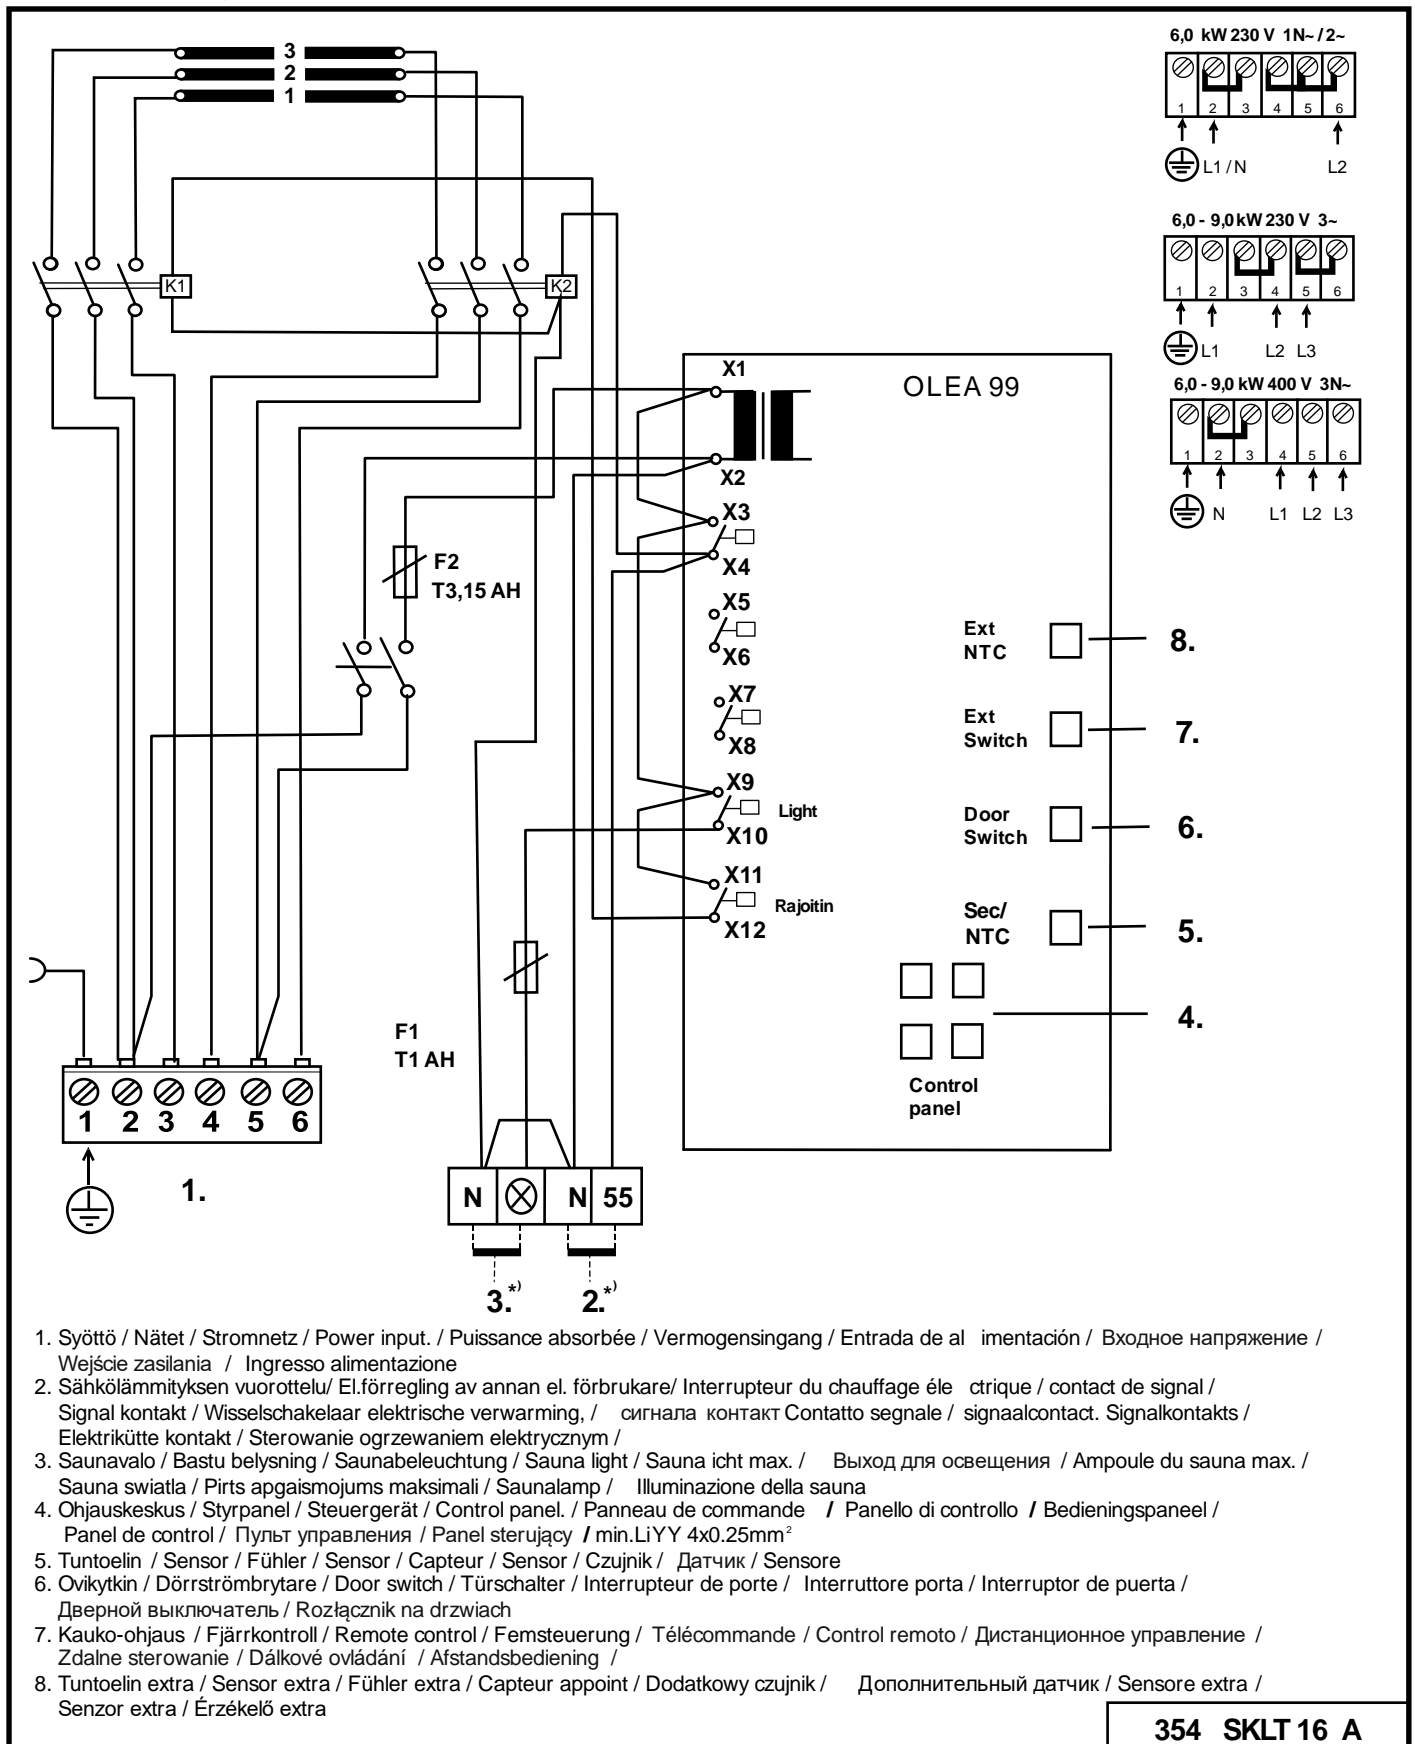 6,0 kW 230 V 1N~ / 2~
3
2
1
1 2 3 4 5 6
L1 / N L2
6,0 - 9,0 kW 230 V 3~
K1
K2
1 2 3 4 5 6
L1 L2 L3
X1
OLEA 99
6,0 - 9,0 kW 400 V 3N~
1 2 3 4 5 6
N L1 L2 L3
X2
X3
F2
T3,15 AH
X4
X5
X6
Ext
NTC
8.
X7
X8
Ext
Switch
7.
X9
Light
X10
Door
Switch
6.
X11
Rajoitin
X12
Sec/
NTC
5.
4.
F1
T1 AH
Control
panel
1 2 3 4 5 6
1.
N N 55
3.*) 2.*)
1. Syöttö / Nätet / Stromnetz / Power input. / Puissance absorbée / Vermogensingang / Entrada de al imentación / Входное напряжение /
Wejście zasilania / Ingresso alimentazione
2. Sähkölämmityksen vuorottelu/ El.förregling av annan el. förbrukare/ Interrupteur du chauffage éle ctrique / contact de signal /
Signal kontakt / Wisselschakelaar elektrische verwarming, / сигнала контакт Contatto segnale / signaalcontact. Signalkontakts /
Elektrikütte kontakt / Sterowanie ogrzewaniem elektrycznym /
3. Saunavalo / Bastu belysning / Saunabeleuchtung / Sauna light / Sauna icht max. / Выход для освещения / Ampoule du sauna max. /
Sauna swiatla / Pirts apgaismojums maksimali / Saunalamp / Illuminazione della sauna
4. Ohjauskeskus / Styrpanel / Steuergerät / Control panel. / Panneau de commande / Panello di controllo / Bedieningspaneel /
Panel de control / Пульт управления / Panel sterujący / min.LiYY 4x0.25mm²
5. Tuntoelin / Sensor / Fühler / Sensor / Capteur / Sensor / Czujnik / Датчик / Sensore
6. Ovikytkin / Dörrströmbrytare / Door switch / Türschalter / Interrupteur de porte / Interruttore porta / Interruptor de puerta /
Дверной выключатель / Rozłącznik na drzwiach
7. Kauko-ohjaus / Fjärrkontroll / Remote control / Femsteuerung / Télécommande / Control remoto / Дистанционное управление /
Zdalne sterowanie / Dálkové ovládání / Afstandsbediening /
8. Tuntoelin extra / Sensor extra / Fühler extra / Capteur appoint / Dodatkowy czujnik / Дополнительный датчик / Sensore extra /
Senzor extra / Érzékelő extra
354 SKLT 16 A